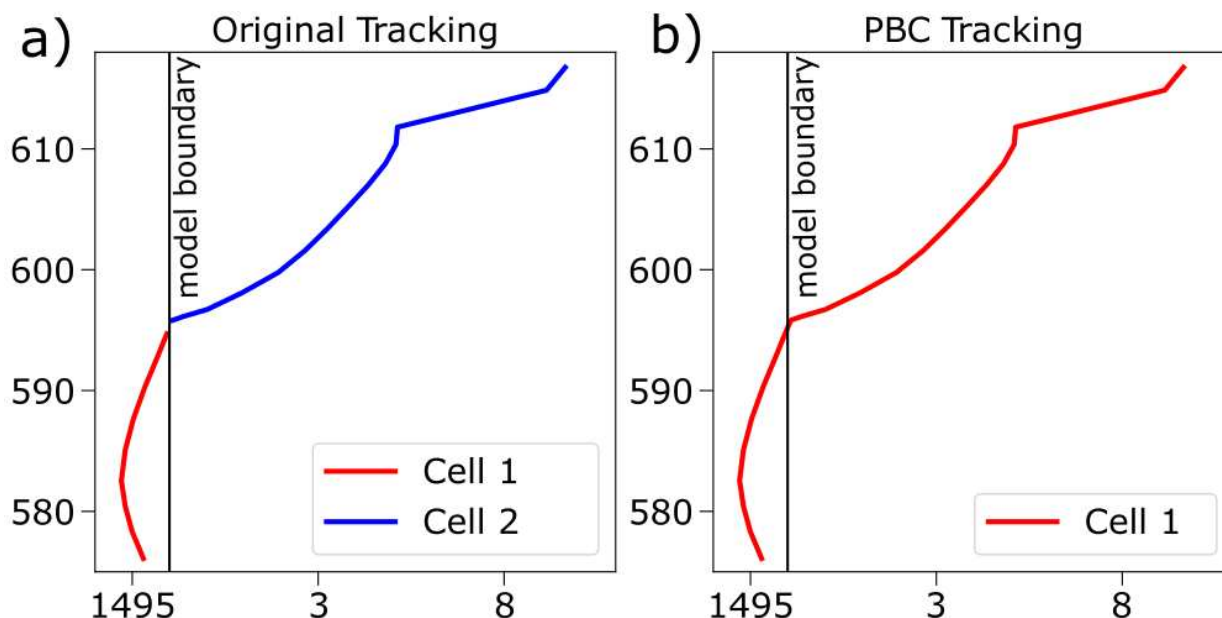 a)
Original Tracking
model boundary
610
600
590
580
1495
3
8
Cell 1
Cell 2
b)
PBC Tracking
model boundary
610
600
590
580
1495
3
8
Cell 1